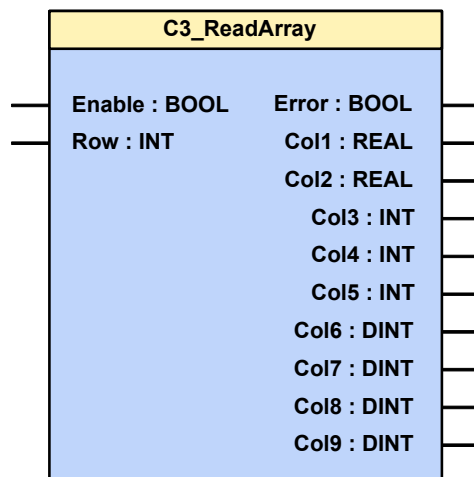 C3_ReadArray
Enable : BOOL Error : BOOL
Row : INT Col1 : REAL
Col2 : REAL
Col3 : INT
Col4 : INT
Col5 : INT
Col6 : DINT
Col7 : DINT
Col8 : DINT
Col9 : DINT